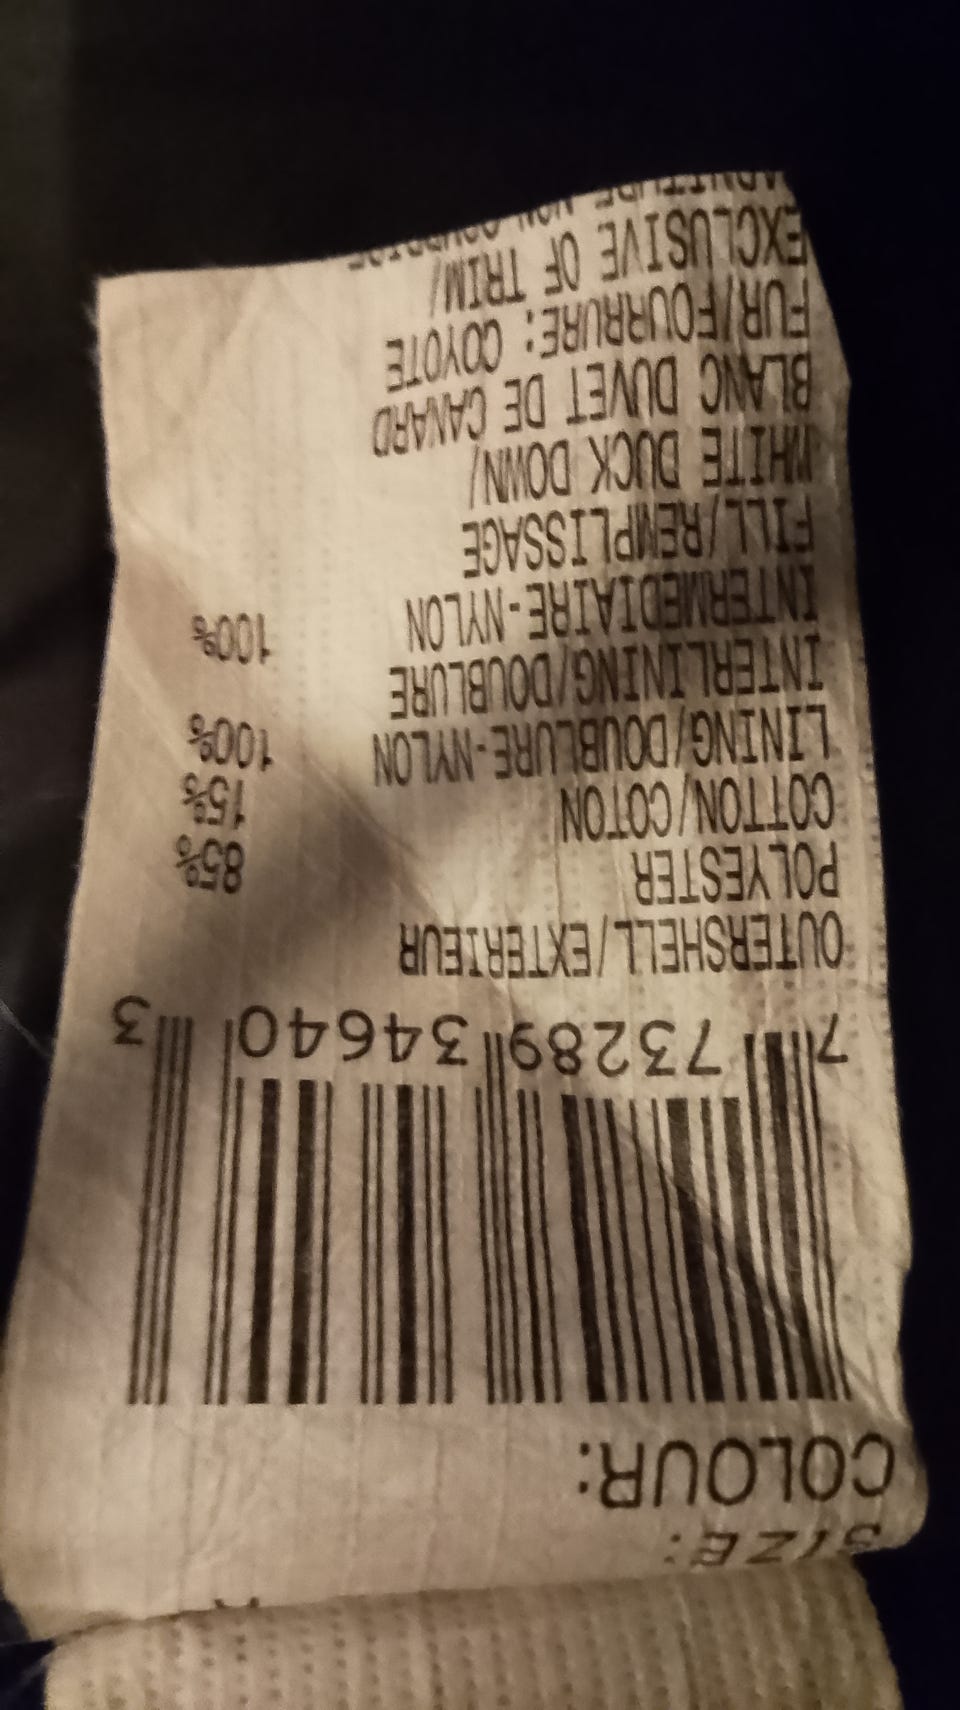 SIZE:
COLOUR:
7 73289 34640 3
OUTERSHELL/EXTERIEUR
POLYESTER 85%
COTTON/COTON 15%
LINING/DOUBLURE-NYLON 100%
INTERLINING/DOUBLURE
INTERMEDIAIRE-NYLON 100%
FILL/REMPLISSAGE
WHITE DUCK DOWN/
BLANC DUVET DE CANARD
FUR/FOURRURE: COYOTE
EXCLUSIVE OF TRIM/
NON